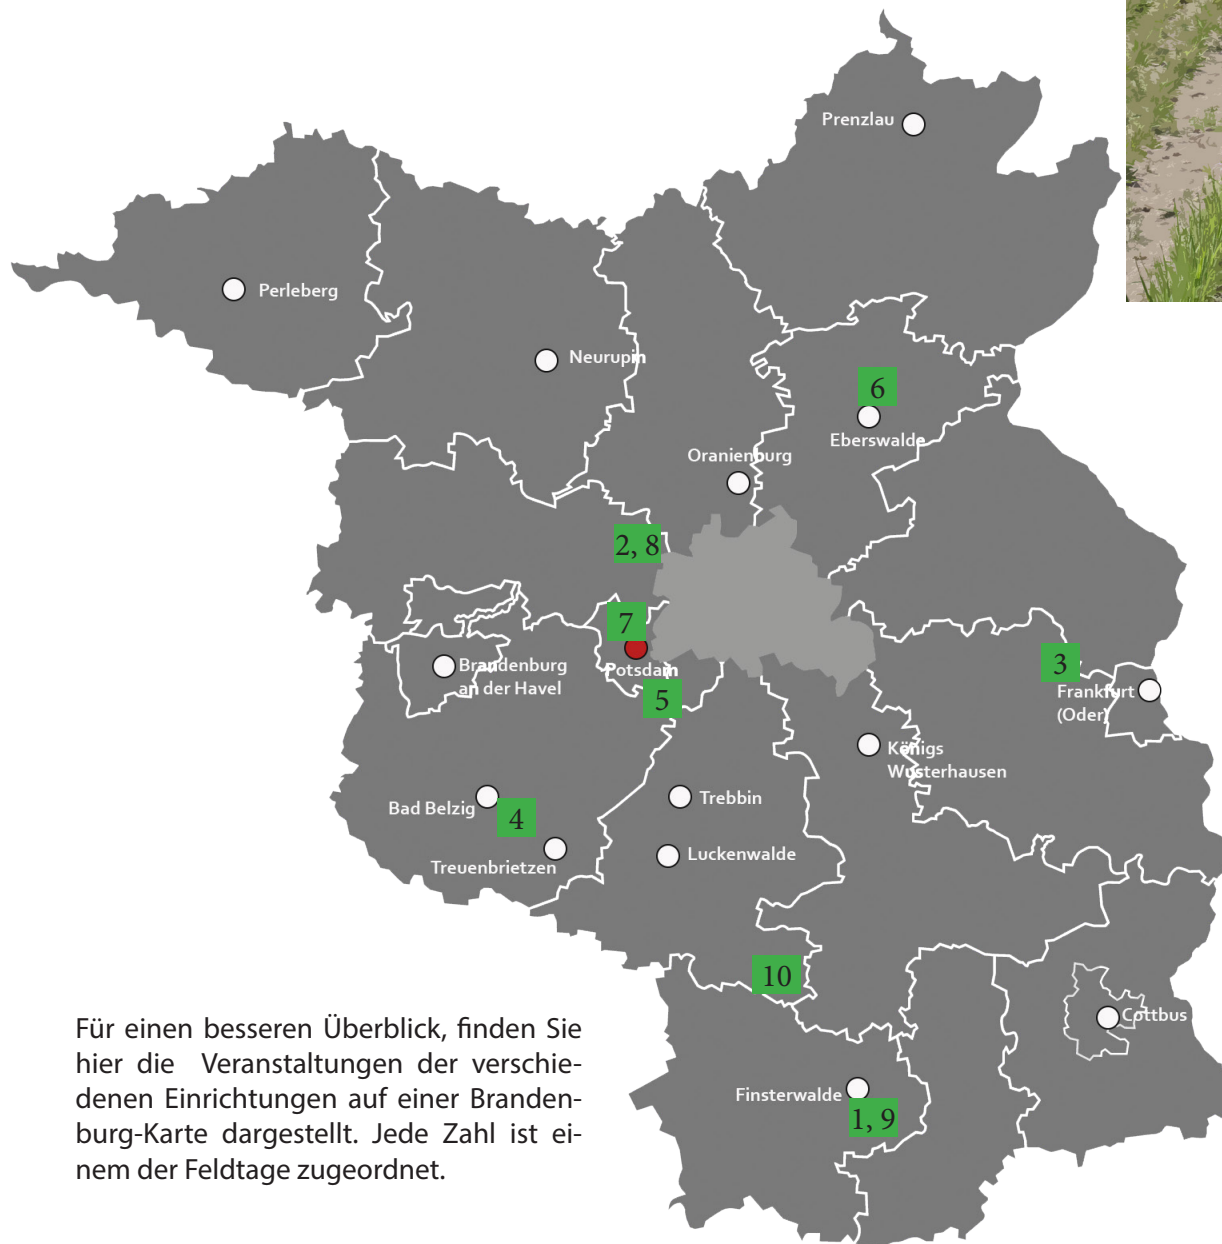 Prenzlau
Perleberg
Neurupin
6
Eberswalde
Oranienburg
2, 8
7
Potsdam
Brandenburg
an der Havel
3
Frankfurt
(Oder)
5
Königs
Wusterhausen
Trebbin
Bad Belzig
4
Luckenwalde
Treuenbrietzen
10
Cottbus
Finsterwalde
1, 9
Für einen besseren Überblick, finden Sie
hier die Veranstaltungen der verschie-
denen Einrichtungen auf einer Branden-
burg-Karte dargestellt. Jede Zahl ist ei-
nem der Feldtage zugeordnet.